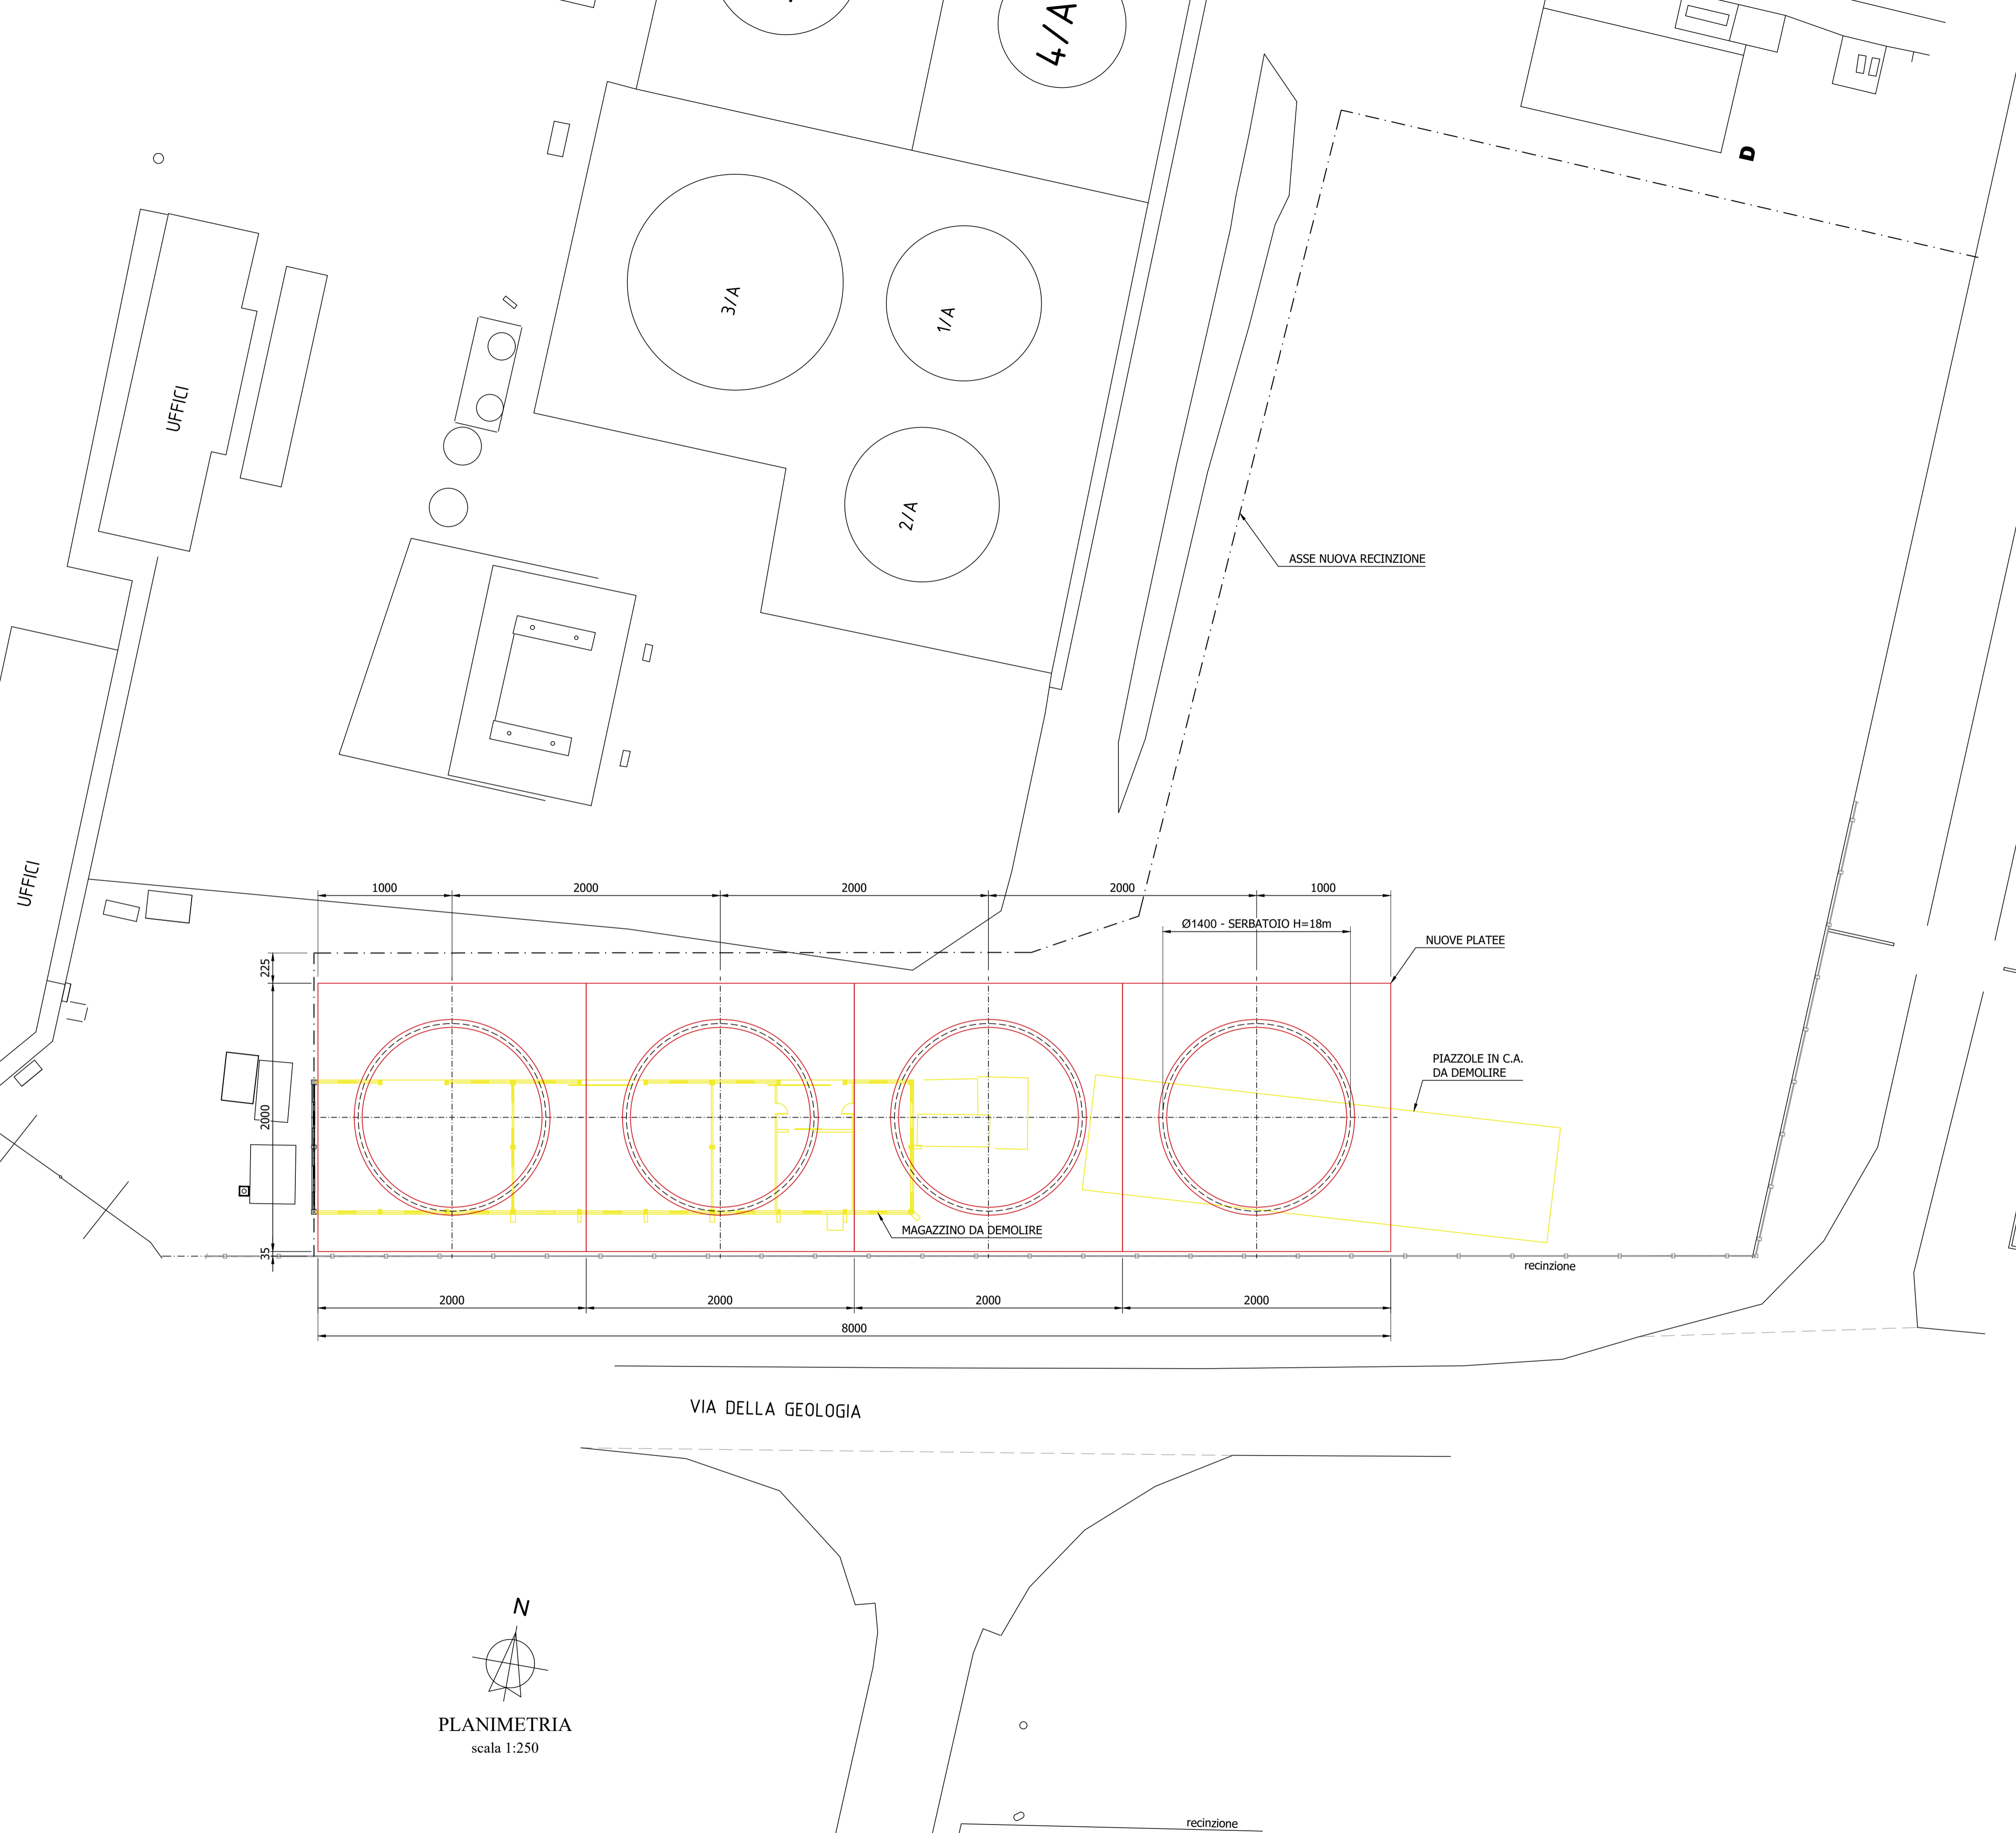 4/A
D
3/A
1/A
UFFICI
2/A
ASSE NUOVA RECINZIONE
UFFICI
1000
2000
2000
2000
1000
Ø1400 - SERBATOIO H=18m
NUOVE PLATEE
225
PIAZZOLE IN C.A.
DA DEMOLIRE
2000
MAGAZZINO DA DEMOLIRE
35
recinzione
2000
2000
2000
2000
8000
VIA DELLA GEOLOGIA
N
PLANIMETRIA
scala 1:250
recinzione